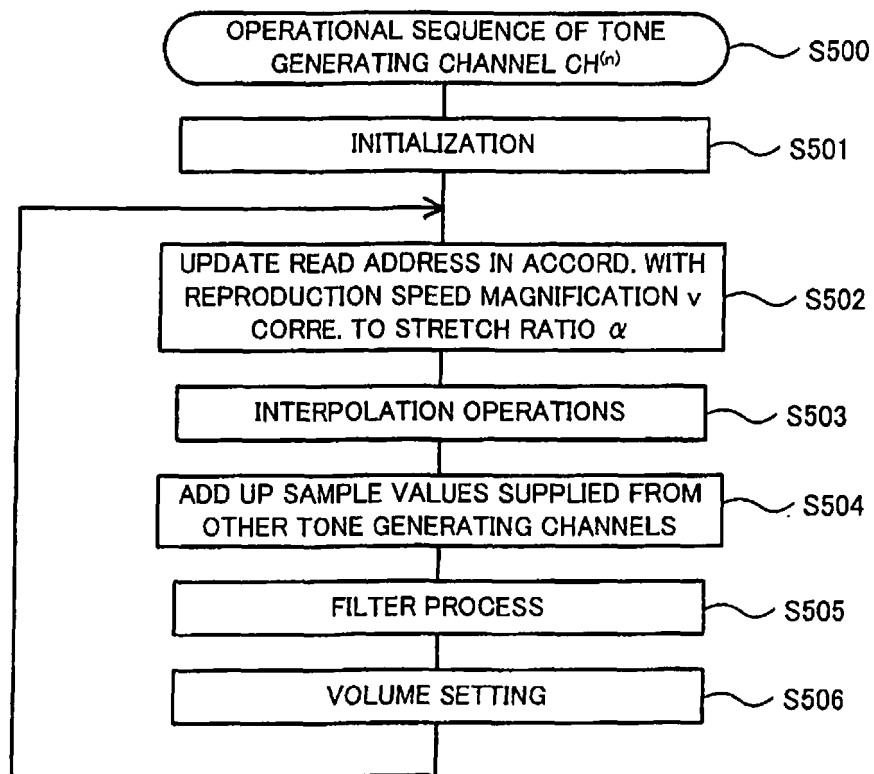 OPERATIONAL SEQUENCE OF TONE
GENERATING CHANNEL CH(n)
S500
INITIALIZATION
S501
UPDATE READ ADDRESS IN ACCORD. WITH
REPRODUCTION SPEED MAGNIFICATION v
CORRE. TO STRETCH RATIO α
S502
INTERPOLATION OPERATIONS
S503
ADD UP SAMPLE VALUES SUPPLIED FROM
OTHER TONE GENERATING CHANNELS
S504
FILTER PROCESS
S505
VOLUME SETTING
S506